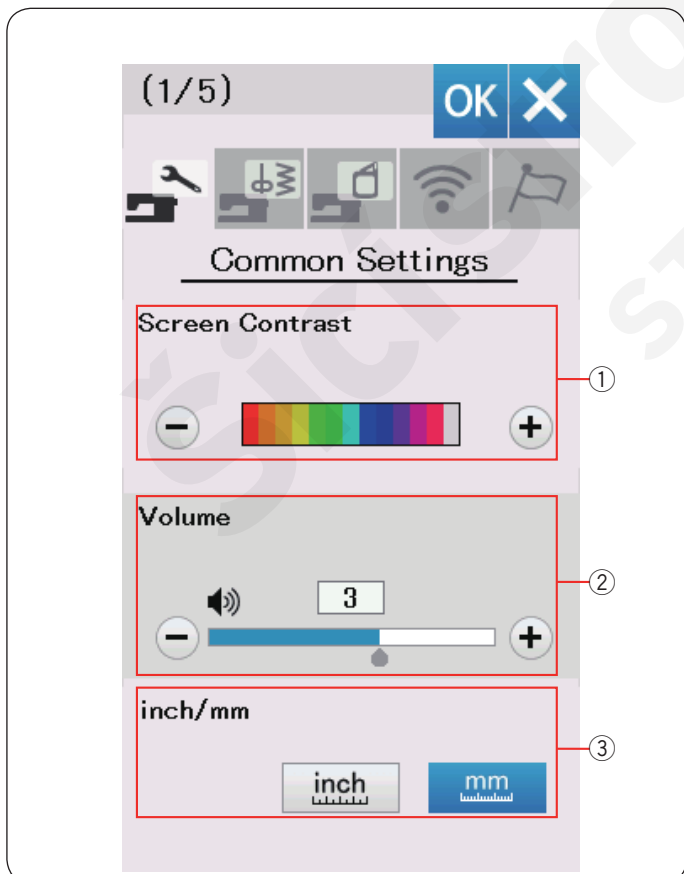 (1/5)
OK
Common Settings
Screen Contrast
①
Volume
②
3
inch/mm
③
inch
mm